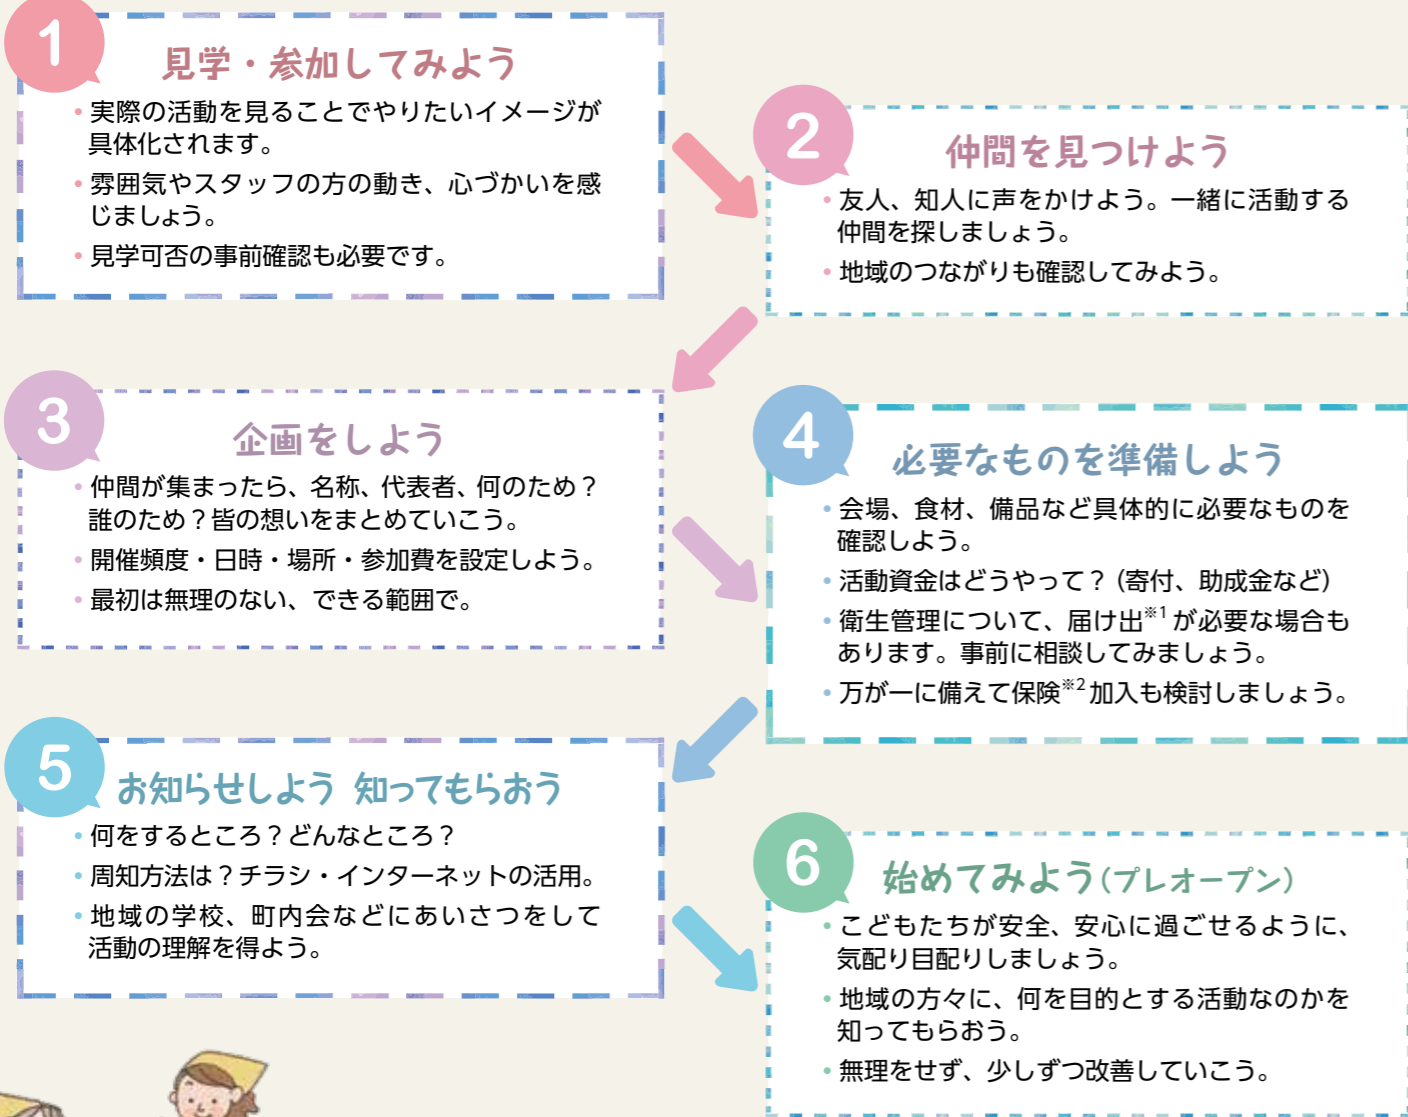 1
見学・参加してみよう
・実際の活動を見ることでやりたいイメージが
具体化されます。
・雰囲気やスタッフの方の動き、心づかいを感
じましょう。
・見学可否の事前確認も必要です。
2
仲間を見つけよう
・友人、知人に声をかけよう。一緒に活動する
仲間を探しましょう。
・地域のつながりも確認してみよう。
3
企画をしよう
・仲間が集まったら、名称、代表者、何のため？
誰のため？皆の想いをまとめていこう。
・開催頻度・日時・場所・参加費を設定しよう。
・最初は無理のない、できる範囲で。
4
必要なものを準備しよう
・会場、食材、備品など具体的に必要なものを
確認しよう。
・活動資金はどうやって？（寄付、助成金など）
・衛生管理について、届け出※1が必要な場合も
あります。事前に相談してみましょう。
・万が一に備えて保険※2加入も検討しましょう。
5
お知らせしよう 知ってもらおう
・何をするところ？どんなところ？
・周知方法は？チラシ・インターネットの活用。
・地域の学校、町内会などにあいさつをして
活動の理解を得よう。
6
始めてみよう（プレオープン）
・こどもたちが安全、安心に過ごせるように、
気配り目配りしましょう。
・地域の方々に、何を目的とする活動なのかを
知ってもらおう。
・無理をせず、少しずつ改善していこう。